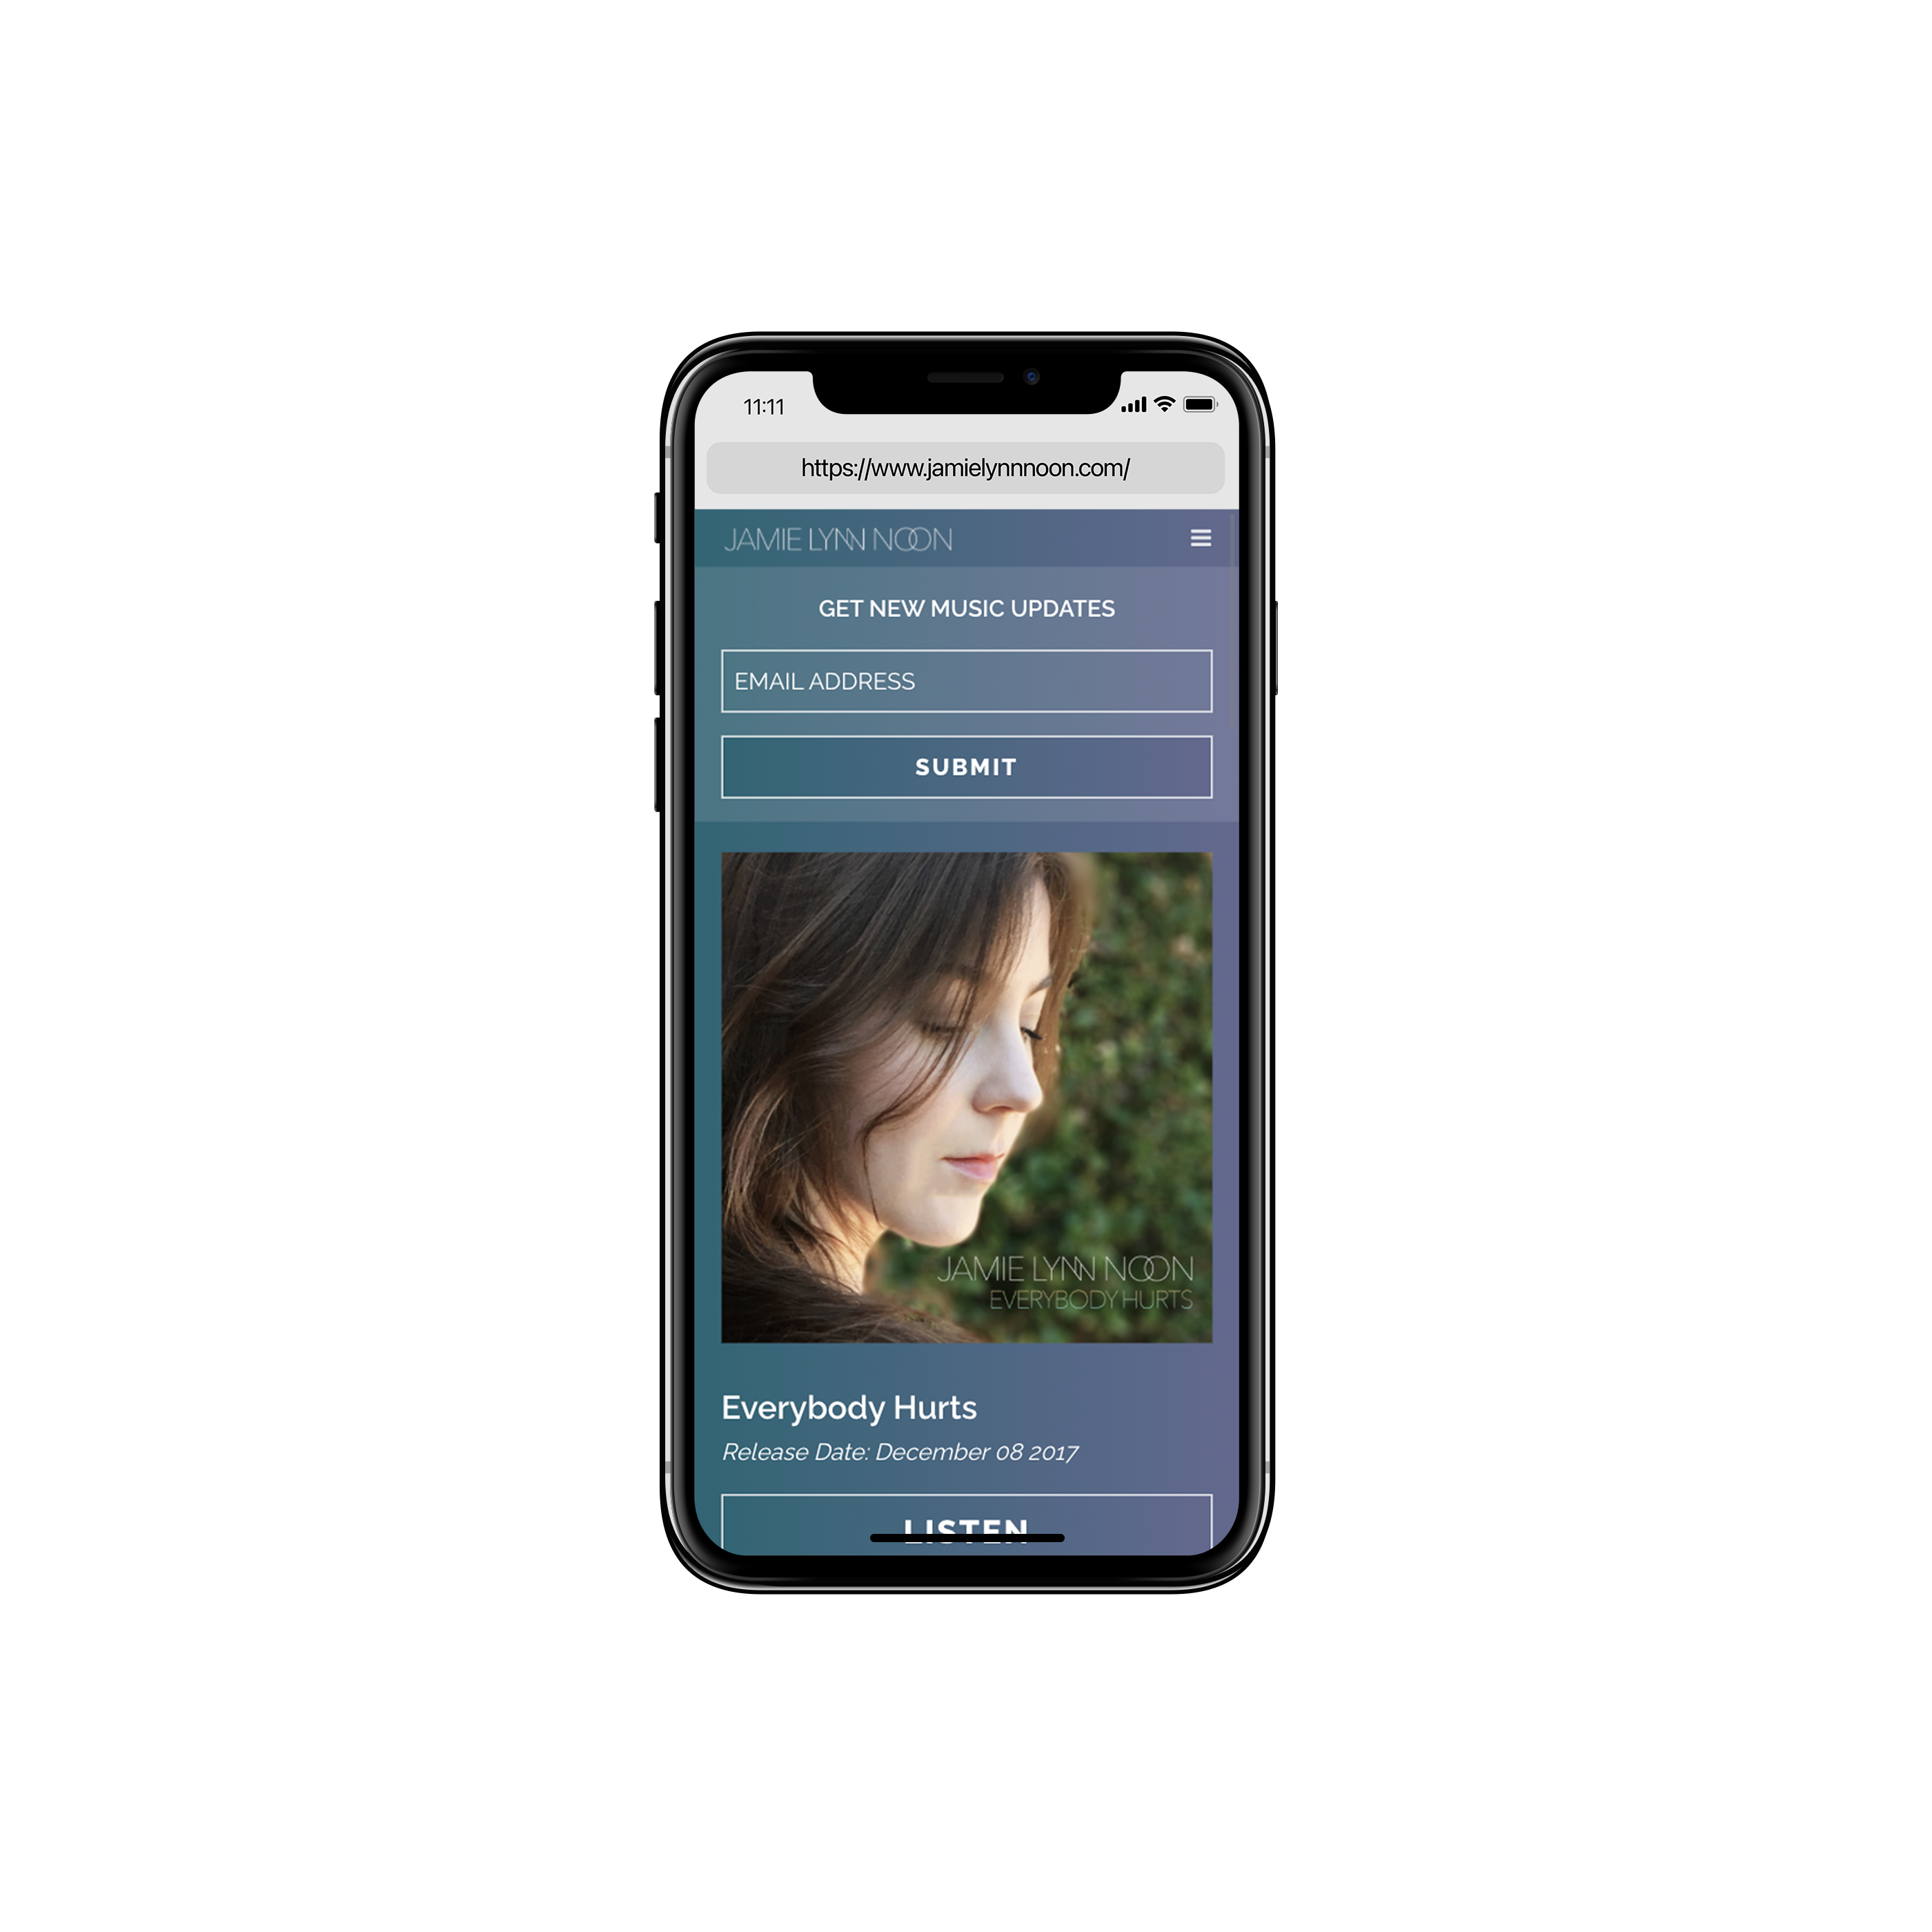 11:11
https://www.jamielynnnoon.com/
JAMIE LYNN NOON
GET NEW MUSIC UPDATES
EMAIL ADDRESS
SUBMIT
JAMIE LYNN NOON
EVERYBODY HURTS
Everybody Hurts
Release Date: December 08 2017
LISTEN